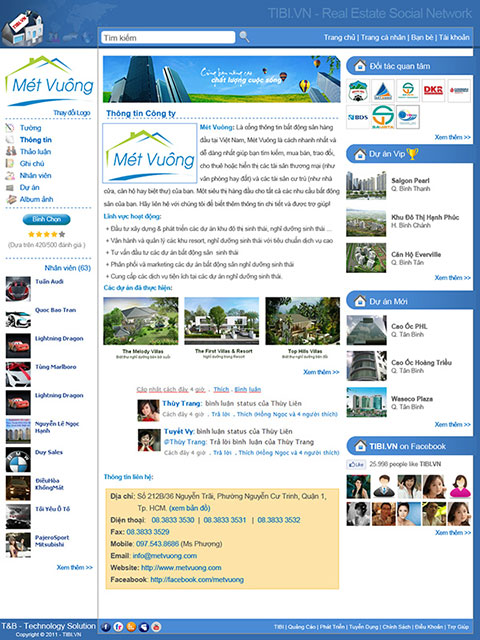 TIBI.VN - Real Estate Social Network
TIBI.VN
Tìm kiếm
Trang chủ | Trang cá nhân | Bạn bè | Tài khoản
Mét Vuông
Thay đổi Logo
Tường
Thông tin
Thảo luận
Ghi chú
Nhân viên
Dự án
Album ảnh
Bình Chọn
(Dựa trên 420/500 đánh giá )
Nhân viên (63)
Tuấn Audi
Quoc Bao Tran
Lightning Dragon
Tùng Marlboro
Lightning Dragon
Nguyễn Lê Ngọc
Hạnh
Duy Sales
ĐiềuHòa
KhổngMát
Tôi Yêu Ô Tô
PajeroSport
Mitsubishi
Xem thêm >>
chất lượng cuộc sống
Thông tin Công ty
Mét Vuông
Mét Vuông: Là cổng thông tin bất động sản hàng
đầu tại Việt Nam, Mét Vuông là cách nhanh nhất và
dễ dàng nhất giúp bạn tìm kiếm, mua bán, trao đổi,
cho thuê hoặc hiển thị các tài sản thương mại (như
văn phòng hay đất) và các tài sản cư trú (như nhà
cửa, căn hộ hay biệt thự) của bạn. Một siêu thị hàng đầu cho tất cả các nhu cầu bất động
sản của bạn. Hãy liên hệ với chúng tôi để biết thêm thông tin chi tiết và được trợ giúp!
Lĩnh vực hoạt động:
+ Đầu tư xây dựng & phát triển các dự án khu đô thị sinh thái, nghỉ dưỡng sinh thái ...
+ Vận hành và quản lý các khu resort, nghỉ dưỡng sinh thái với tiêu chuẩn dịch vụ cao
+ Tư vấn đầu tư các dự án bất động sản sinh thái
+ Phân phối và marketing các dự án bất động sản nghỉ dưỡng sinh thái
+ Cung cấp các dịch vụ tiện ích tại các dự án nghỉ dưỡng sinh thái.
Các dự án đã thực hiện:
The Melody Villas
The First Villas & Resort
Top Hills Villas
Xem thêm >>
Cập nhật cách đây 4 giờ . Thích . Bình luận
Thùy Trang: bình luận status của Thùy Liên
Cách đây 4 giờ . Trả lời . Thích (Hồng Ngọc và 4 người thích)
Tuyết Vy: bình luận status của Thùy Liên
@Thùy Trang: Trả lời bình luận của Thùy Trang
Cách đây 4 giờ . Trả lời . Thích (Hồng Ngọc và 4 người thích)
Thông tin liên hệ:
Địa chỉ: Số 212B/36 Nguyễn Trãi, Phường Nguyễn Cư Trinh, Quận 1,
Tp. HCM. (xem bản đồ)
Điện thoại: 08.3833 3530 | 08.3833 3531 | 08.3833 3532
Fax: 08.3833 3529
Mobile: 097.543.8686 (Ms Phượng)
Email: info@metvuong.com
Website: http://www.metvuong.com
Faceabook: http://facebook.com/metvuong
Đối tác quan tâm
DKR
BDS
SAVISTA
Xem thêm >>
Dự án Vip
Saigon Pearl
Q. Bình Thạnh
Khu Đô Thị Hạnh Phúc
H. Bình Chánh
Căn Hộ Everville
Q. Bình Tân
Xem thêm >>
Dự án Mới
Cao Ốc PHL
Q. Tân Bình
Cao Ốc Hoàng Triều
Q. Tân Bình
Waseco Plaza
Q. Tân Bình
Xem thêm >>
TIBI.VN on Facebook
Like
25.998 people like TIBI.VN
Xem thêm >>
T&B - Technology Solution
Copyright © 2011 - TIBI.VN
TIBI | Quảng Cáo | Phát Triển | Tuyển Dụng | Chính Sách | Điều Khoản | Trợ Giúp